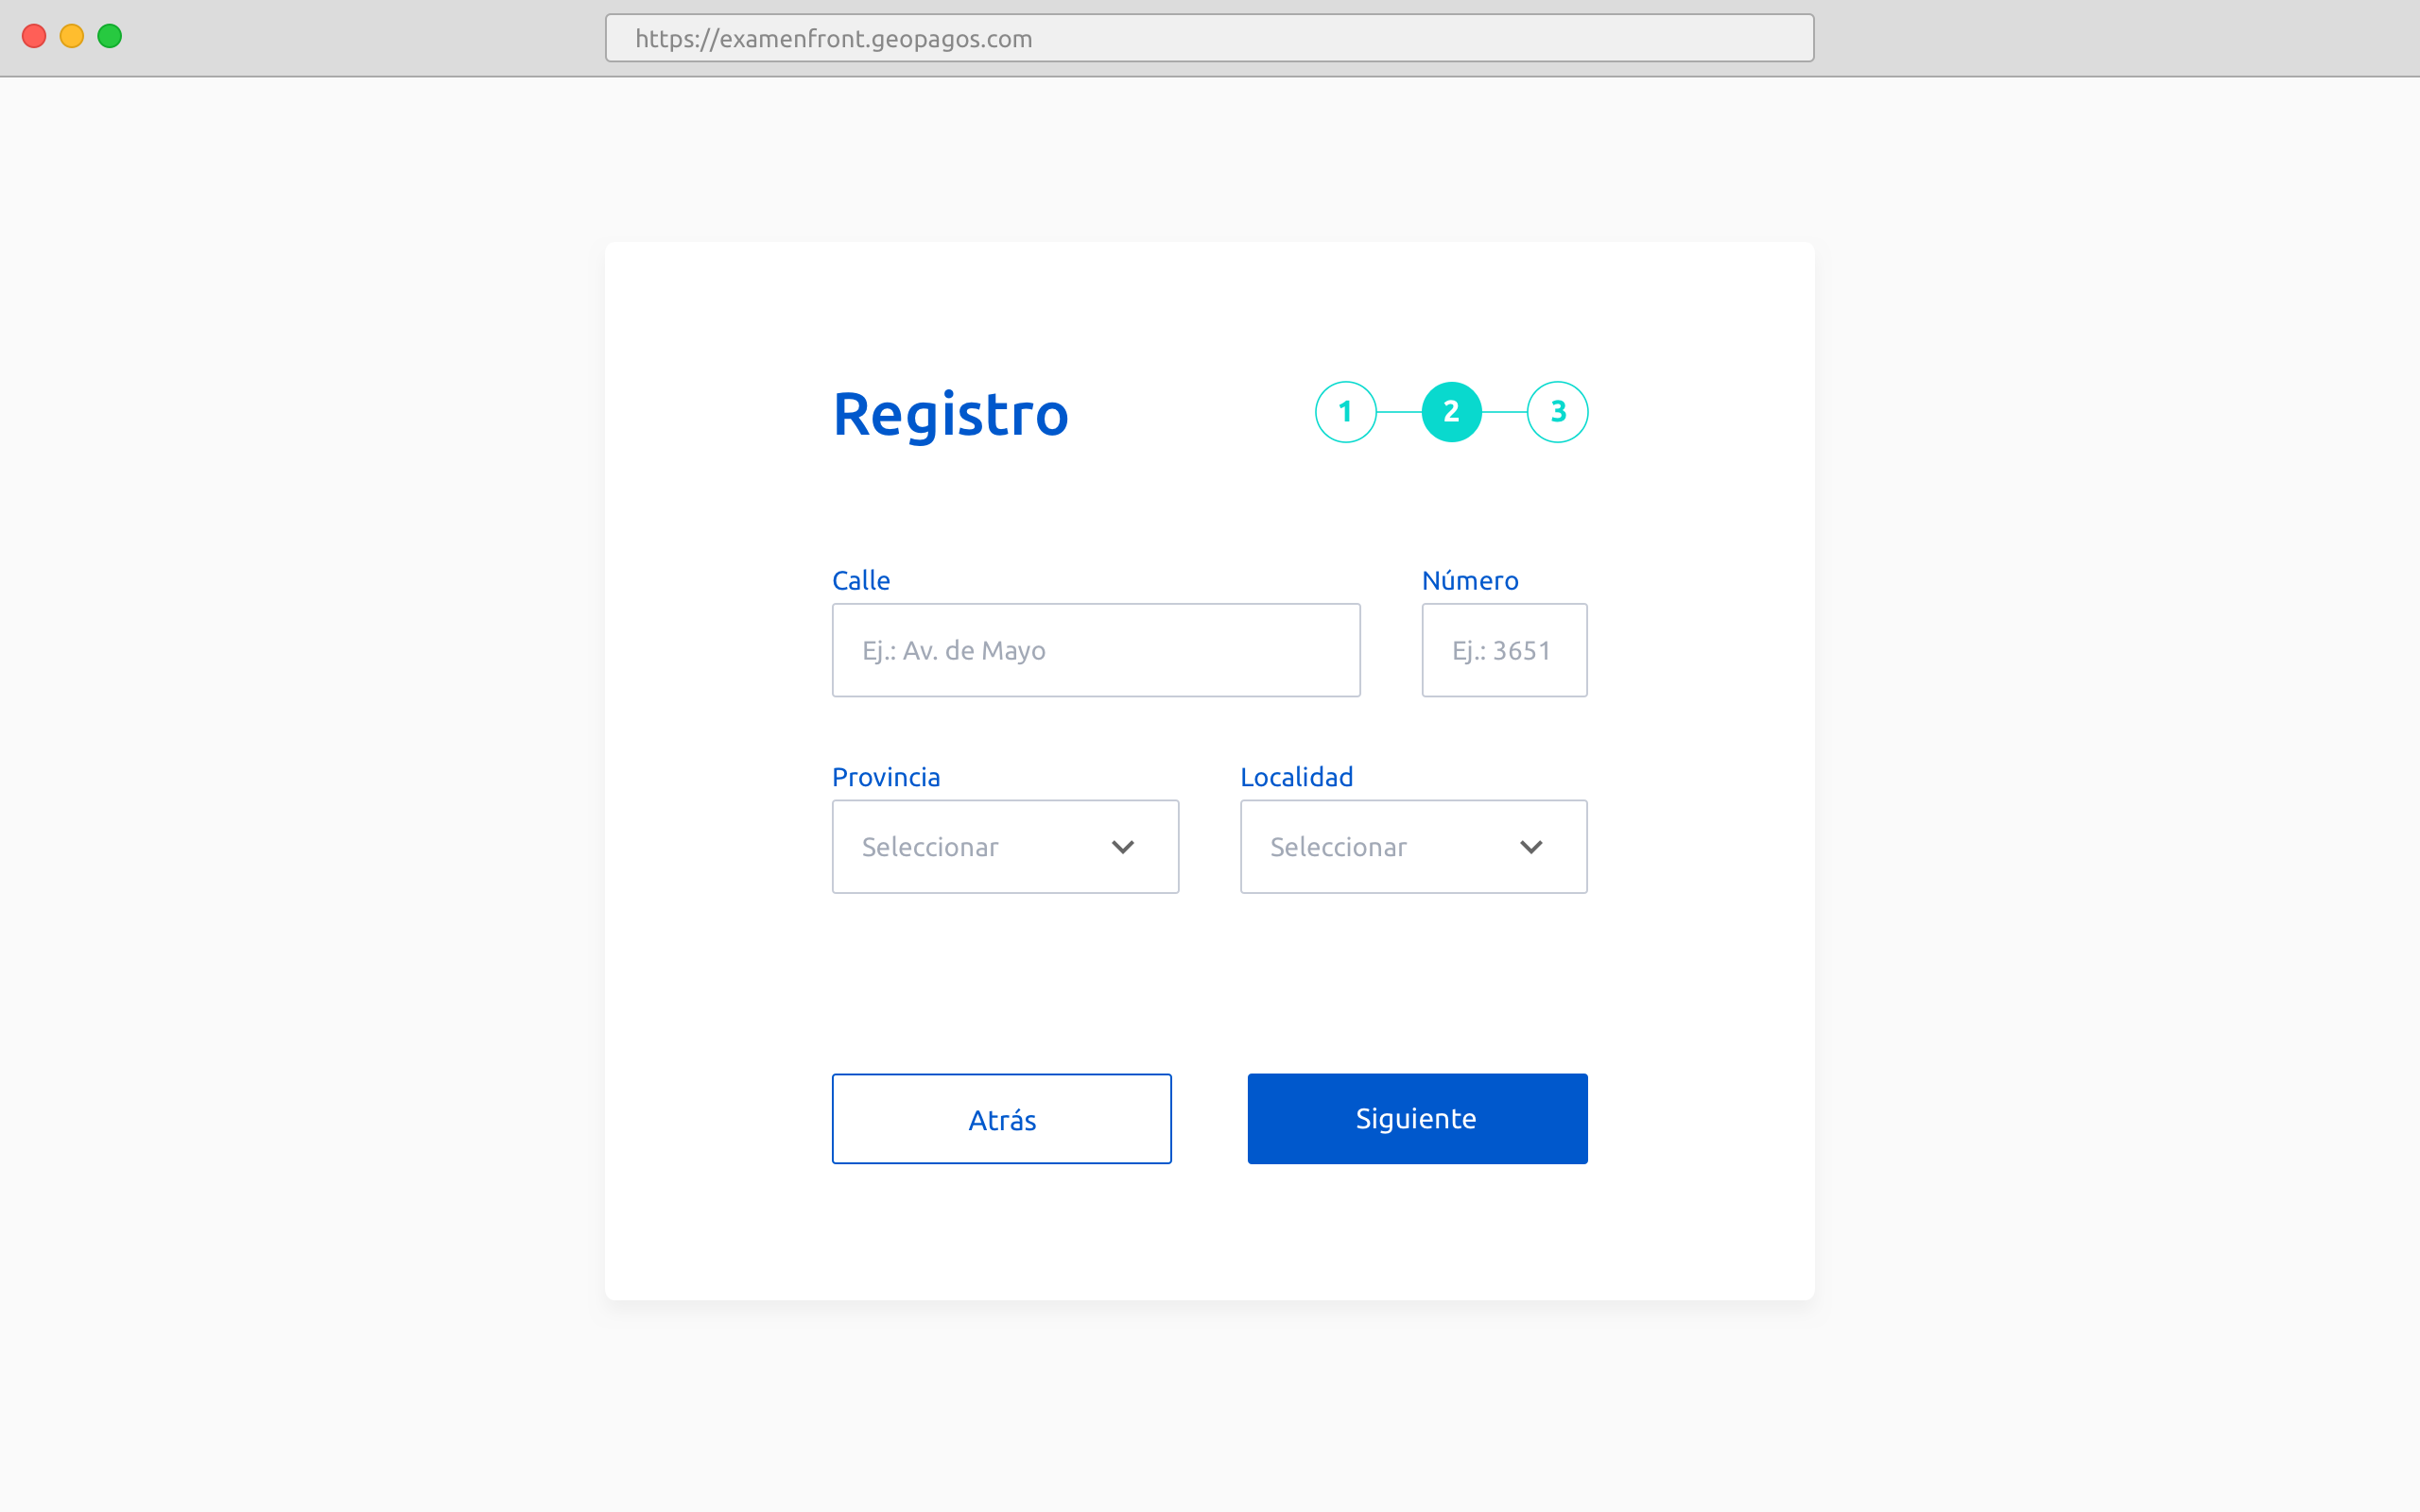 https://examenfront.geopagos.com
Registro
1 2 3
Calle Número
Ej.: Av. de Mayo Ej.: 3651
Provincia Localidad
Seleccionar Seleccionar
Atrás Siguiente